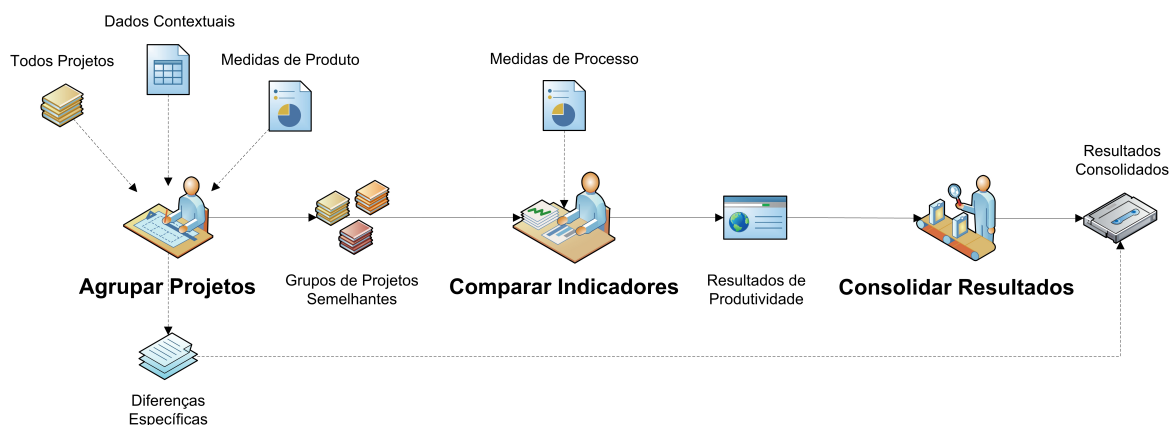 Dados Contextuais
Todos Projetos
Medidas de Produto
Medidas de Processo
Resultados
Consolidados
Agrupar Projetos
Grupos de Projetos
Semelhantes
Comparar Indicadores
Resultados de
Produtividade
Consolidar Resultados
Diferenças
Específicas